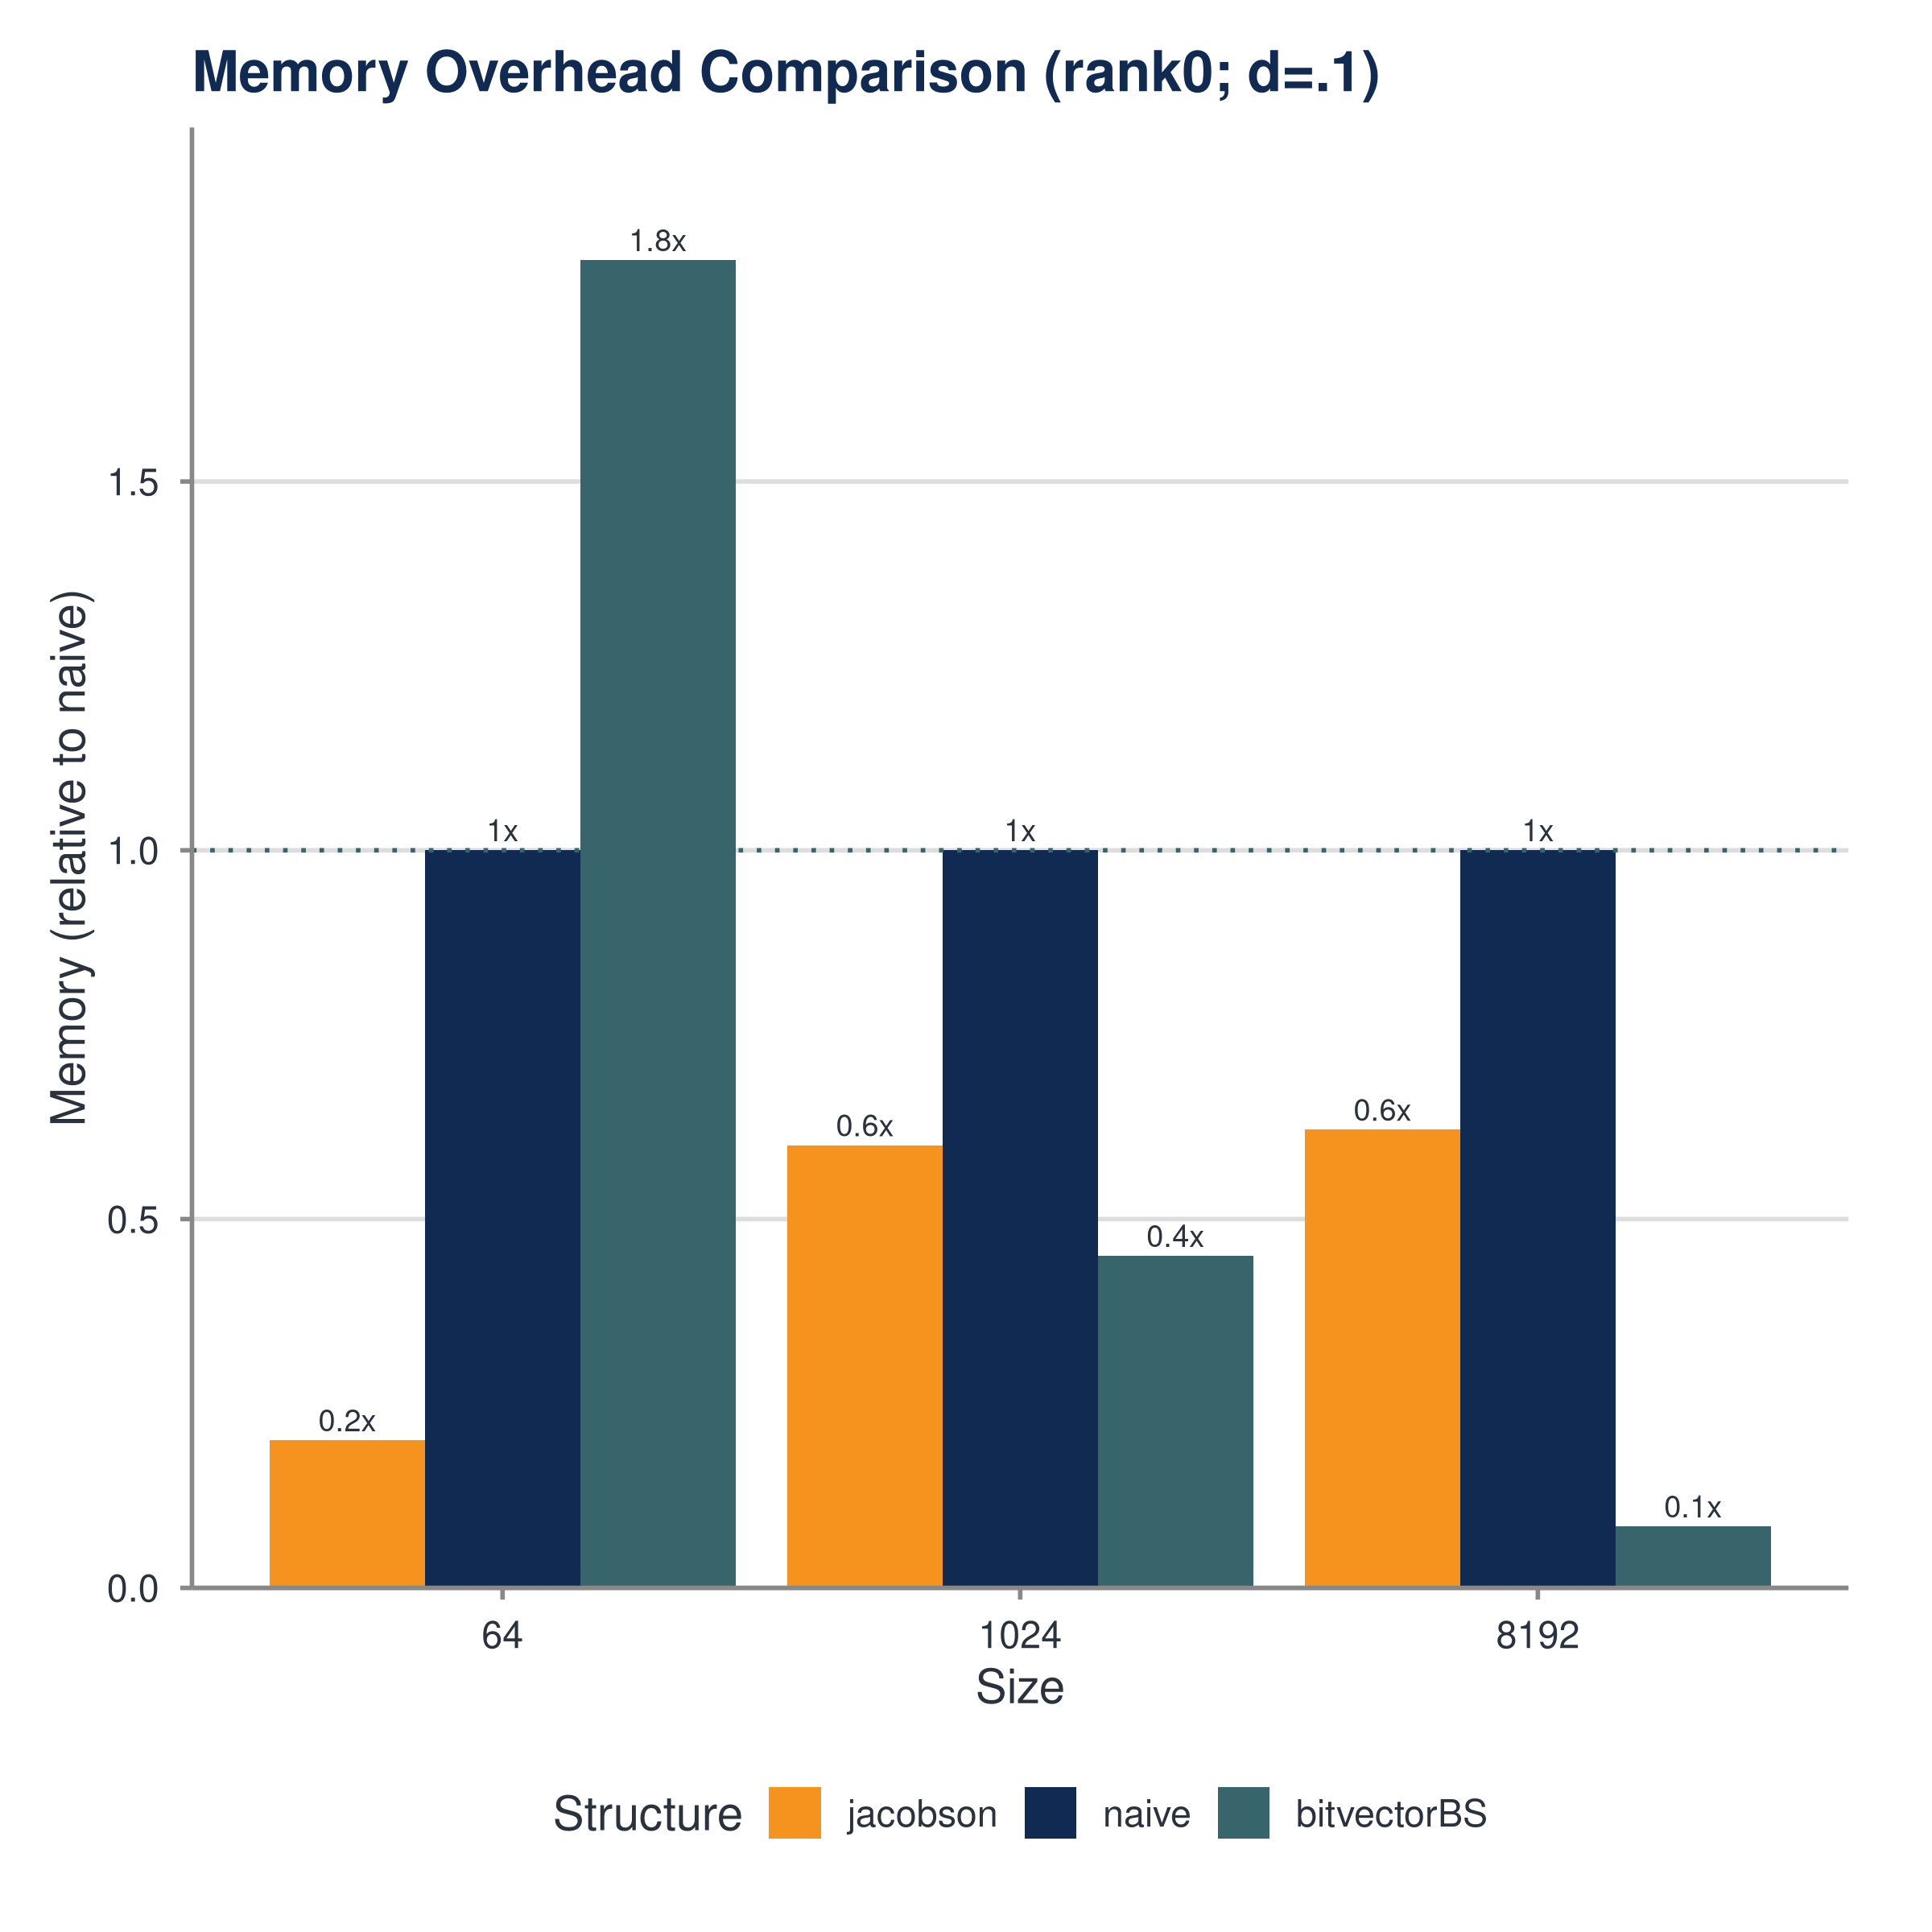 Memory Overhead Comparison (rank0; d=.1)
Memory (relative to naive)
1.5
1.0
0.5
0.0
0.2x
1x
1.8x
0.6x
1x
0.4x
0.6x
1x
0.1x
64
1024
8192
Size
Structure jacobson naive bitvectorBS